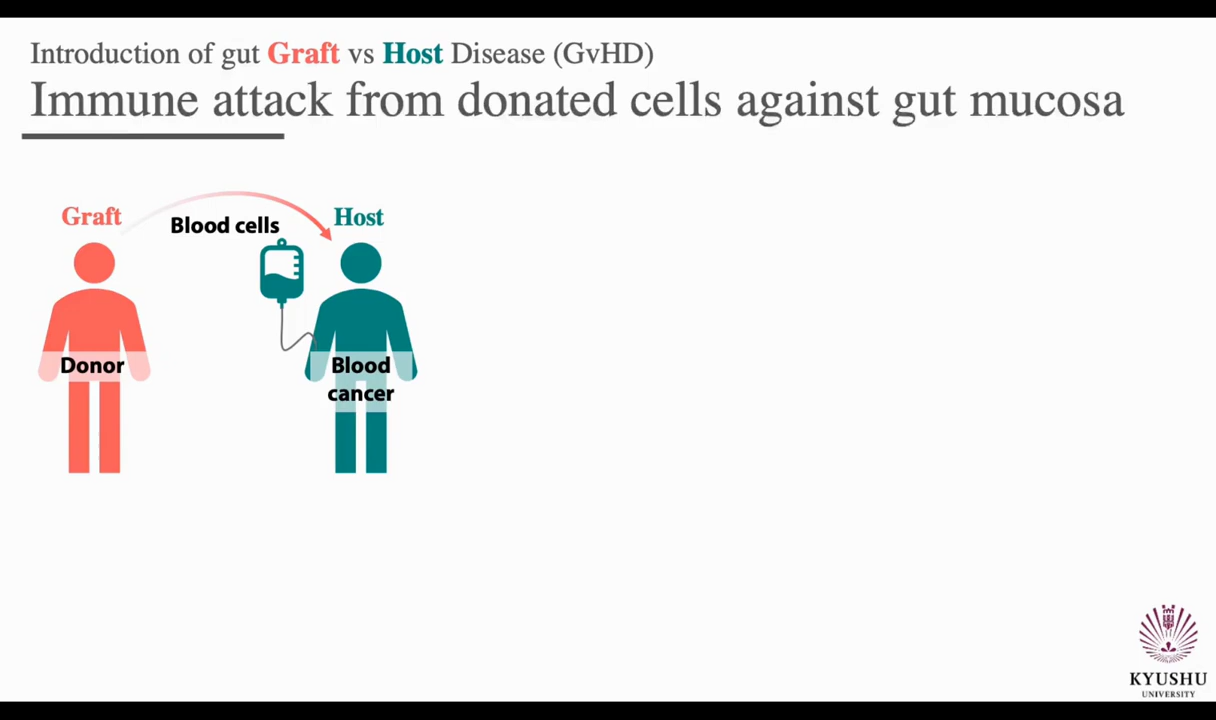 Introduction of gut Graft vs Host Disease (GvHD)
Immune attack from donated cells against gut mucosa
Graft
Blood cells
Host
Donor
Blood
cancer
KYUSHU
UNIVERSITY